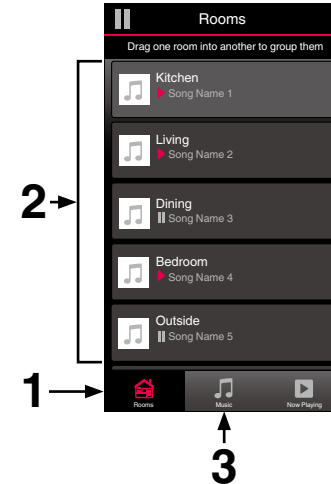 Rooms
Drag one room into another to group them
Kitchen
Song Name 1
Living
Song Name 2
Dining
Song Name 3
Bedroom
Song Name 4
Outside
Song Name 5
Rooms Music Now Playing
2
1
3